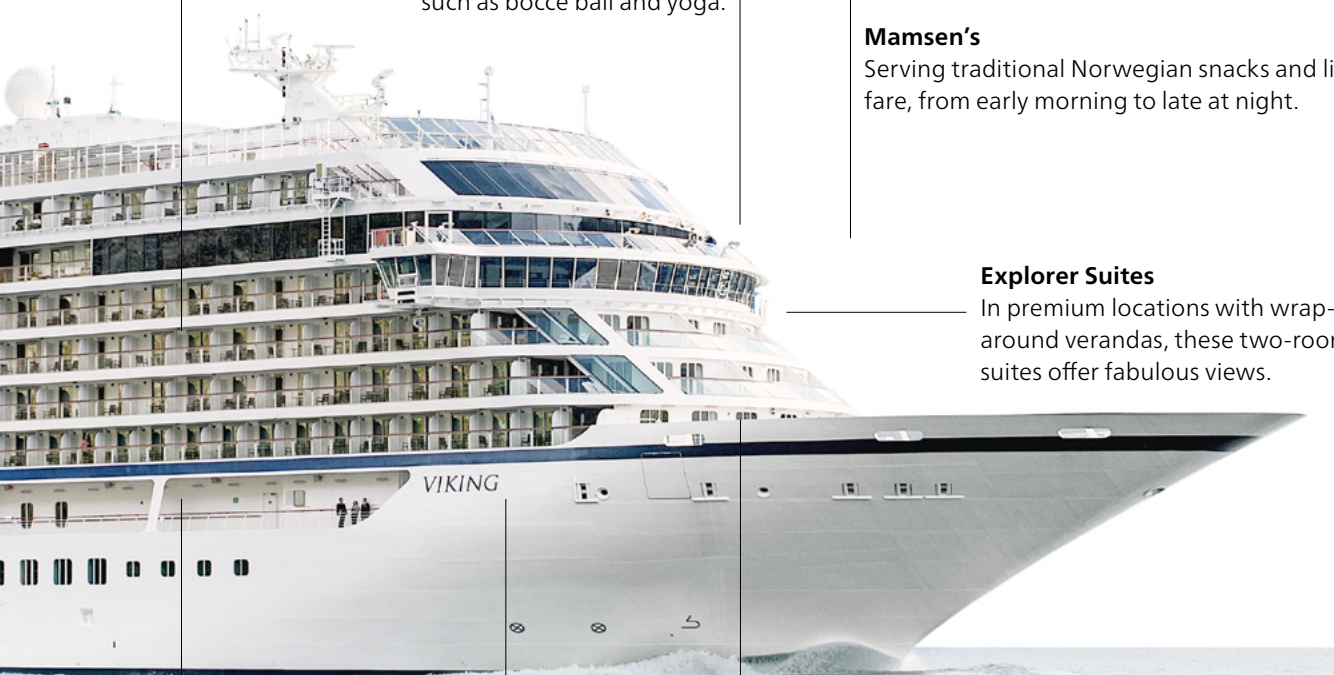 such as bocce ball and yoga.
Mamsen’s
Serving traditional Norwegian snacks and li
fare, from early morning to late at night.
Explorer Suites
In premium locations with wrap-
around verandas, these two-roo
suites offer fabulous views.
VIKING